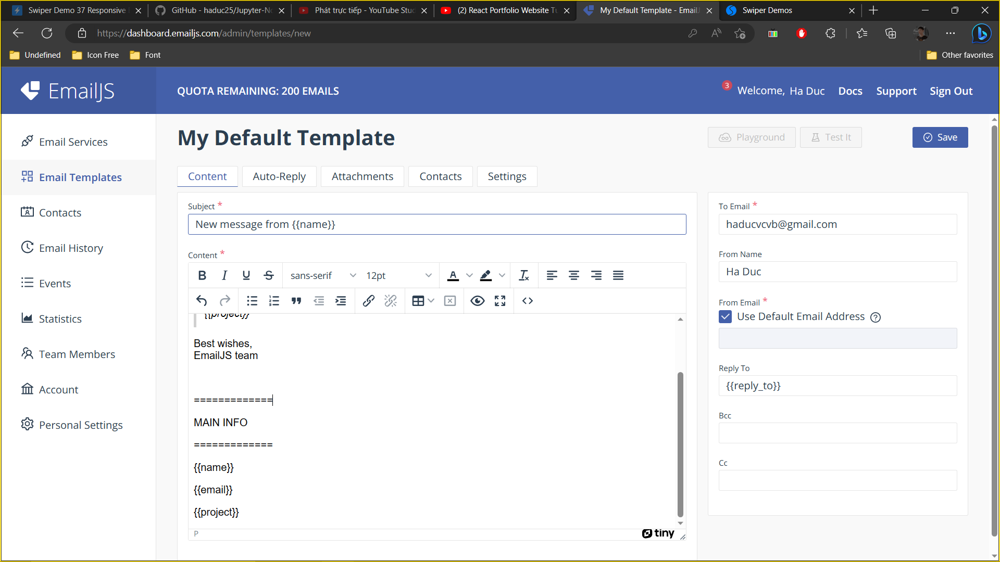 Swiper Demo 37 Responsive
GitHub - haduc25/Jupyter-No
Phát trực tiếp - YouTube Stud
(2) React Portfolio Website Tu
My Default Template - EmailJ
Swiper Demos
https://dashboard.emailjs.com/admin/templates/new
Undefined
Icon Free
Font
Other favorites
EmailJS
QUOTA REMAINING: 200 EMAILS
3
Welcome, Ha Duc
Docs
Support
Sign Out
Email Services
Email Templates
Contacts
Email History
Events
Statistics
Team Members
Account
Personal Settings
My Default Template
Playground
Test It
Save
Content
Auto-Reply
Attachments
Contacts
Settings
Subject *
New message from {{name}}
Content *
sans-serif
12pt
{{project}}
Best wishes,
EmailJS team
=============
MAIN INFO
=============
{{name}}
{{email}}
{{project}}
P
tiny
To Email *
haducvcvb@gmail.com
From Name
Ha Duc
From Email *
Use Default Email Address
Reply To
{{reply_to}}
Bcc
Cc